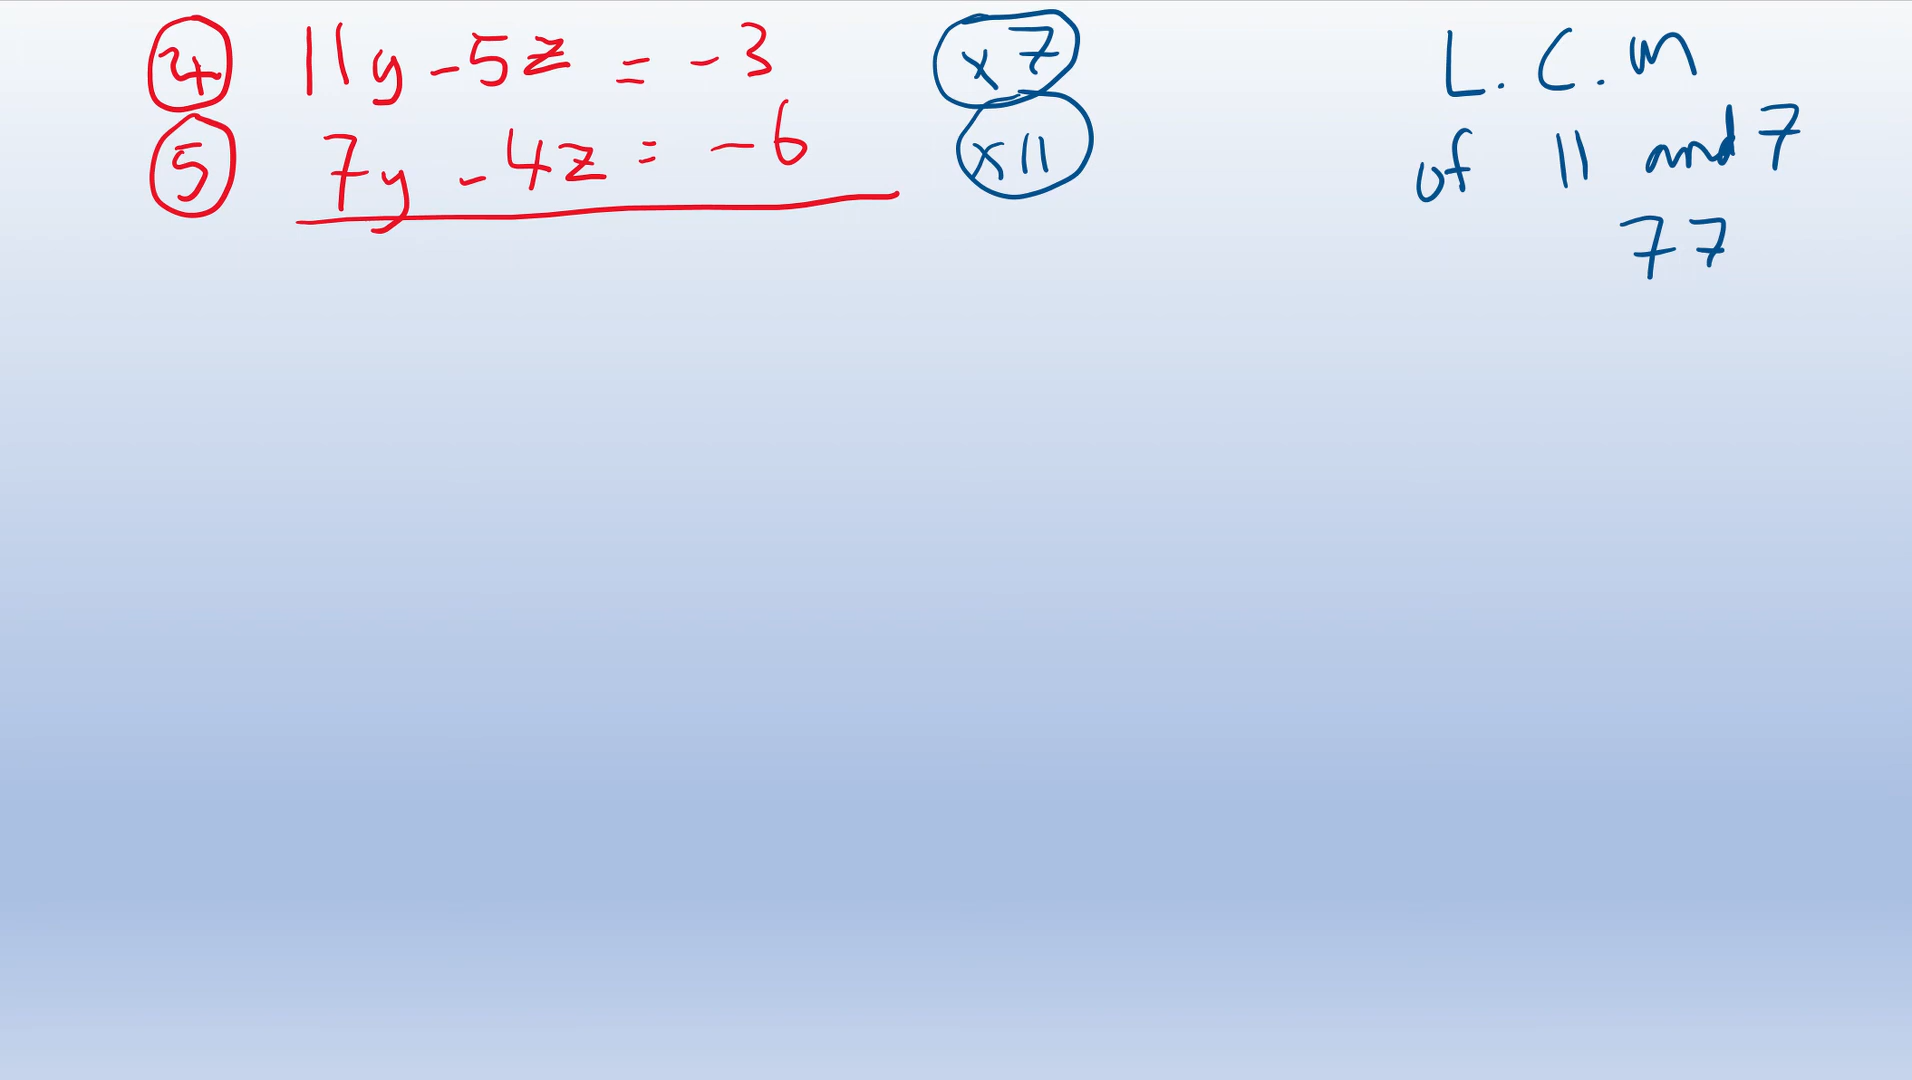 ④ 11y - 5z = -3 ×7
⑤ 7y - 4z = -6 ×11
L.C.M
of 11 and 7
77